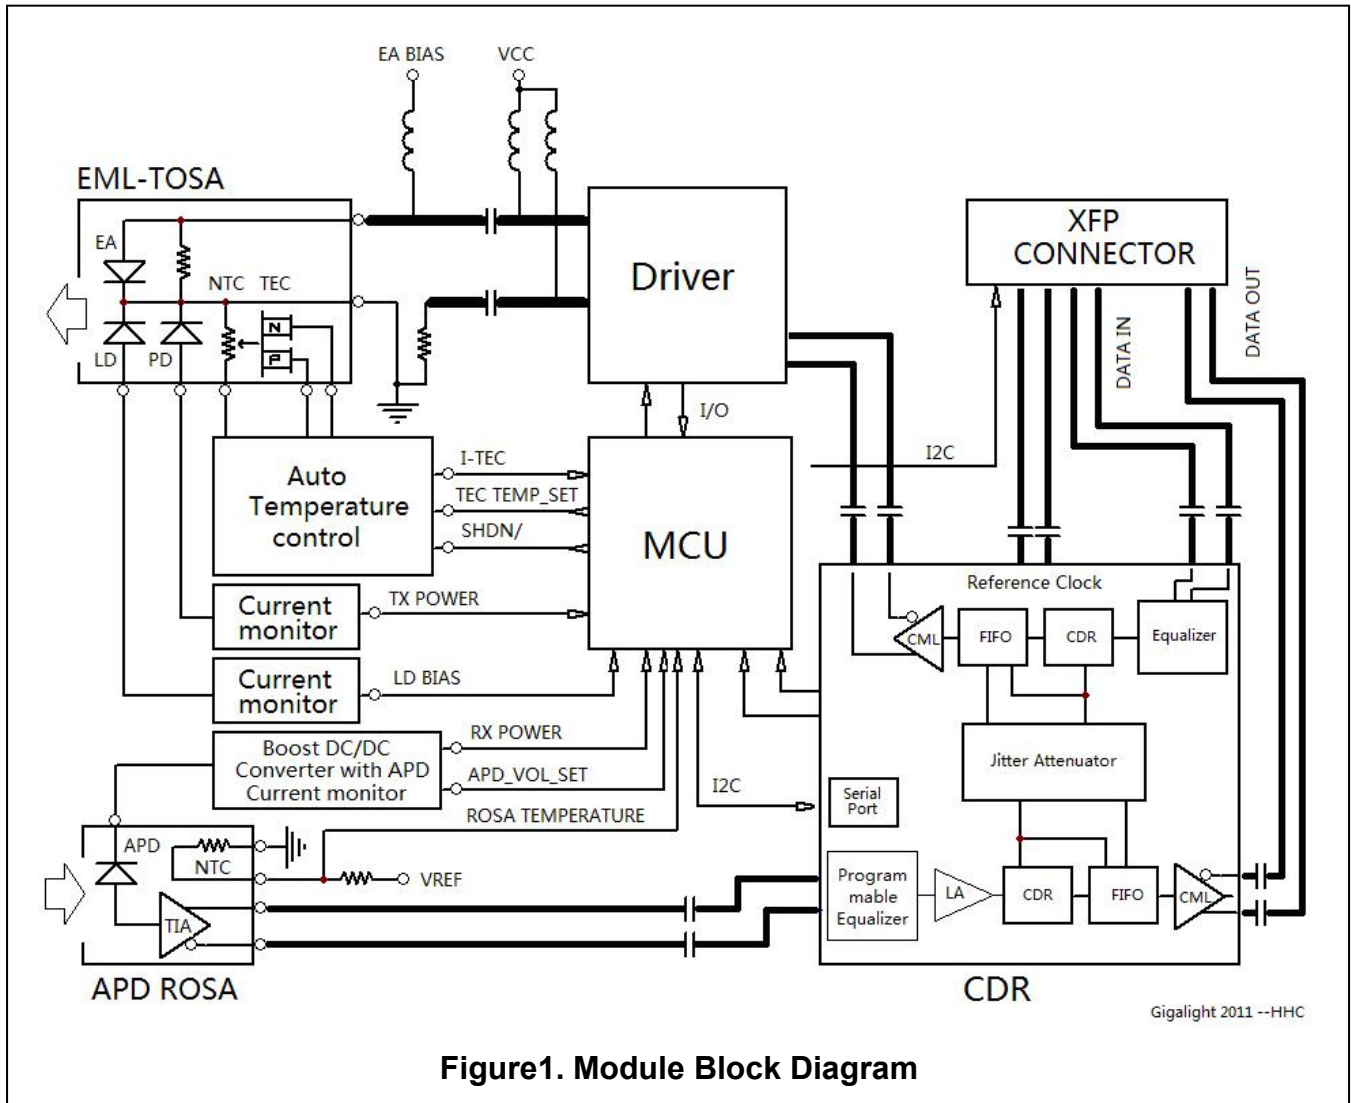 EA BIAS
VCC
EML-TOSA
EA
NTC
TEC
N
P
LD
PD
Driver
XFP
CONNECTOR
DATA IN
DATA OUT
I/O
I2C
Auto
Temperature
control
I-TEC
TEC TEMP_SET
SHDN/
MCU
Current
monitor
TX POWER
Current
monitor
LD BIAS
Boost DC/DC
Converter with APD
Current monitor
RX POWER
APD_VOL_SET
ROSA TEMPERATURE
I2C
Reference Clock
CML
FIFO
CDR
Equalizer
Jitter Attenuator
Serial
Port
Program
mable
Equalizer
LA
CDR
FIFO
CML
APD
NTC
VREF
TIA
APD ROSA
CDR
Gigalight 2011 --HHC
Figure1. Module Block Diagram